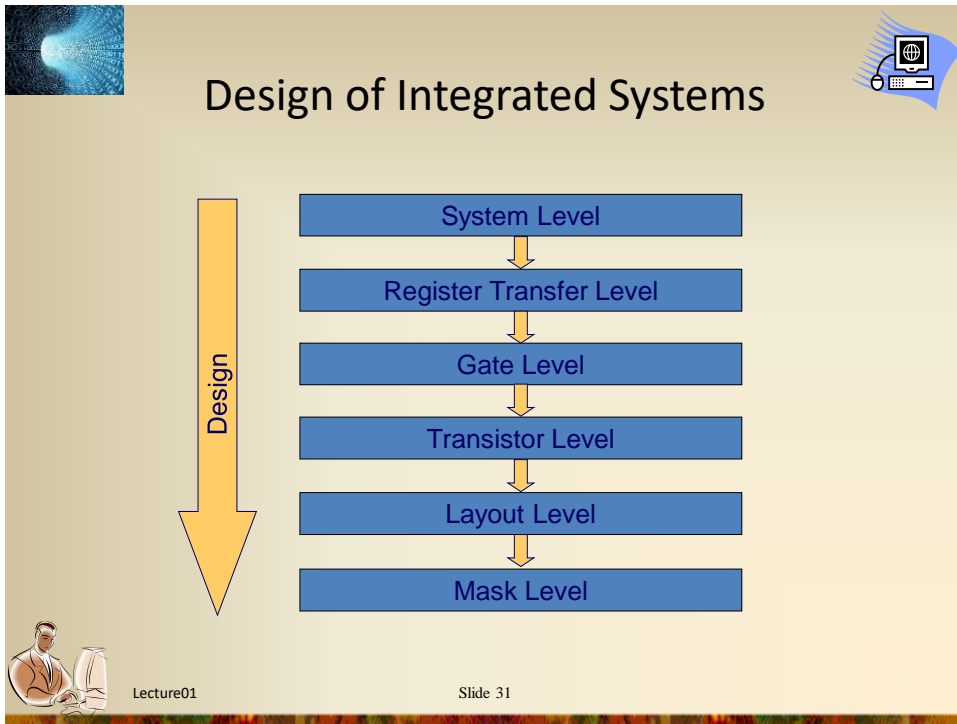 Design of Integrated Systems
System Level
Register Transfer Level
Gate Level
Design
Transistor Level
Layout Level
Mask Level
Lecture01
Slide 31